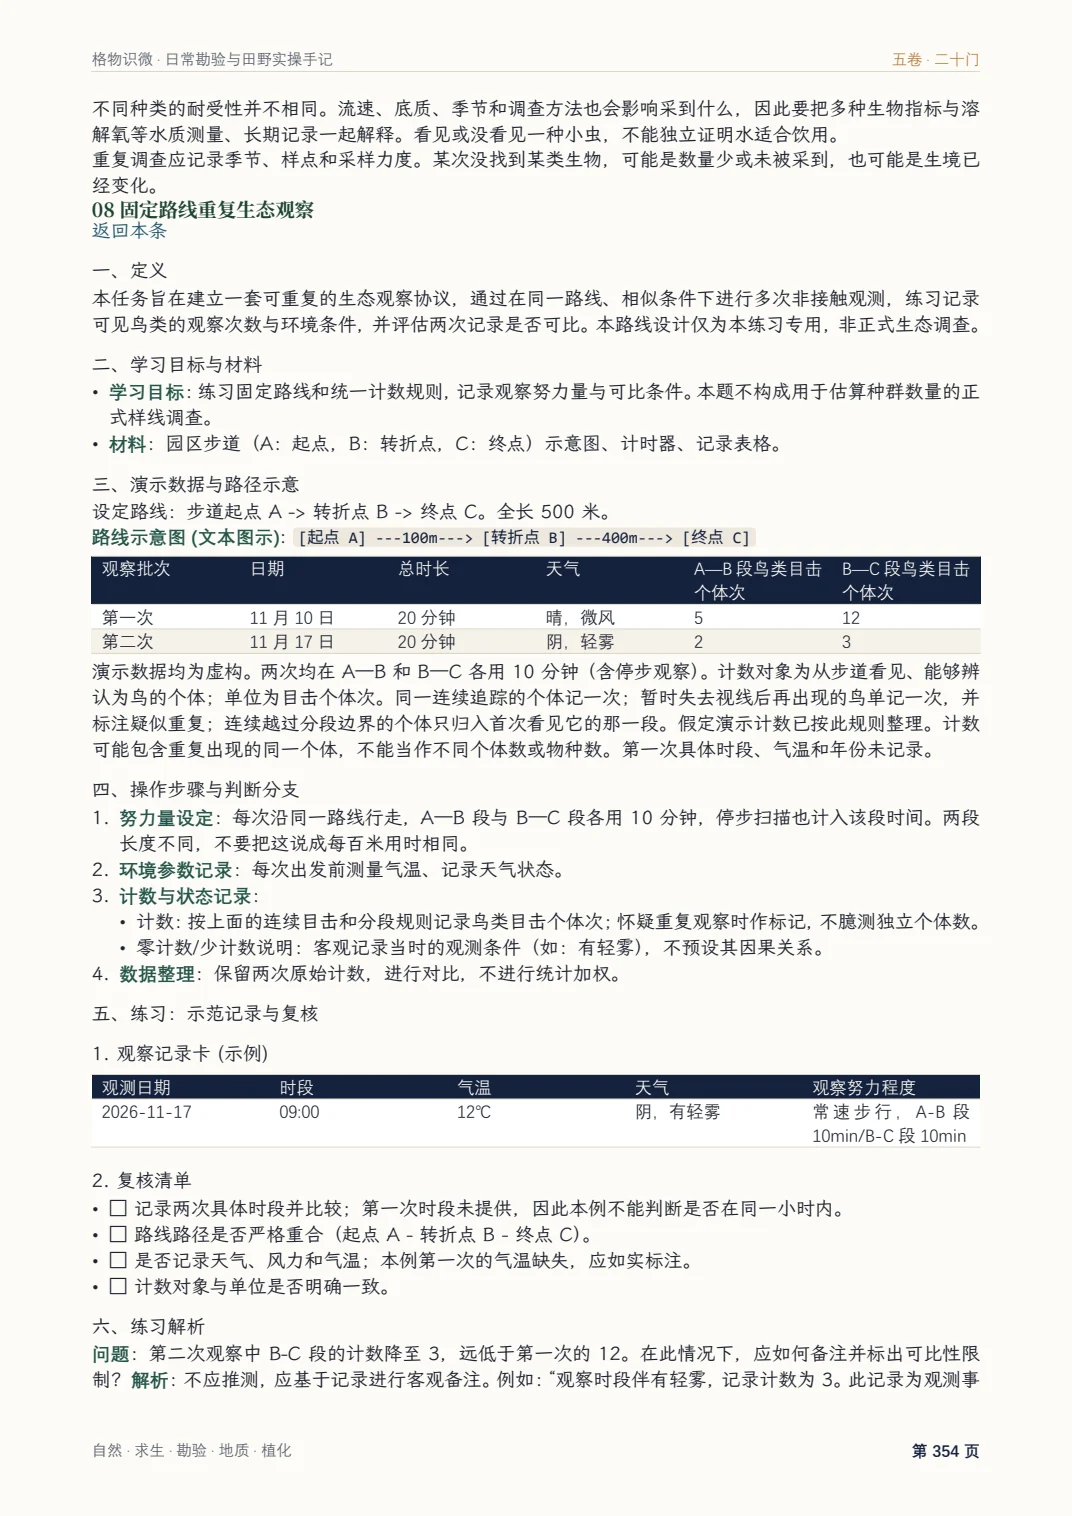 格物识微 · 日常勘验与田野实操手记
五卷 · 二十门
不同种类的耐受性并不相同。流速、底质、季节和调查方法也会影响采到什么，因此要把多种生物指标与溶
解氧等水质测量、长期记录一起解释。看见或没看见一种小虫，不能独立证明水适合饮用。
重复调查应记录季节、样点和采样力度。某次没找到某类生物，可能是数量少或未被采到，也可能是生境已
经变化。
08 固定路线重复生态观察
返回本条
一、定义
本任务旨在建立一套可重复的生态观察协议，通过在同一路线、相似条件下进行多次非接触观测，练习记录
可见鸟类的观察次数与环境条件，并评估两次记录是否可比。本路线设计仅为本练习专用，非正式生态调查。
二、学习目标与材料
• 学习目标：练习固定路线和统一计数规则，记录观察努力量与可比条件。本题不构成用于估算种群数量的正
式样线调查。
• 材料：园区步道（A：起点，B：转折点，C：终点）示意图、计时器、记录表格。
三、演示数据与路径示意
设定路线：步道起点 A -> 转折点 B -> 终点 C。全长 500 米。
路线示意图 (文本图示)：[起点 A] ---100m---> [转折点 B] ---400m---> [终点 C]
观察批次 日期 总时长 天气 A—B 段鸟类目击 B—C 段鸟类目击
个体次 个体次
第一次 11 月 10 日 20 分钟 晴，微风 5 12
第二次 11 月 17 日 20 分钟 阴，轻雾 2 3
演示数据均为虚构。两次均在 A—B 和 B—C 各用 10 分钟（含停步观察）。计数对象为从步道看见、能够辨
认为鸟的个体；单位为目击个体次。同一连续追踪的个体记一次；暂时失去视线后再出现的鸟单记一次，并
标注疑似重复；连续越过分段边界的个体只归入首次看见它的那一段。假定演示计数已按此规则整理。计数
可能包含重复出现的同一个体，不能当作不同个体数或物种数。第一次具体时段、气温和年份未记录。
四、操作步骤与判断分支
1. 努力量设定：每次沿同一路线行走，A—B 段与 B—C 段各用 10 分钟，停步扫描也计入该段时间。两段
长度不同，不要把这说成每百米用时相同。
2. 环境参数记录：每次出发前测量气温、记录天气状态。
3. 计数与状态记录：
• 计数：按上面的连续目击和分段规则记录鸟类目击个体次；怀疑重复观察时作标记，不臆测独立个体数。
• 零计数/少计数说明：客观记录当时的观测条件（如：有轻雾），不预设其因果关系。
4. 数据整理：保留两次原始计数，进行对比，不进行统计加权。
五、练习：示范记录与复核
1. 观察记录卡 (示例)
观测日期 时段 气温 天气 观察努力程度
2026-11-17 09:00 12℃ 阴，有轻雾 常速步行，A-B 段
10min/B-C 段 10min
2. 复核清单
• ☐ 记录两次具体时段并比较；第一次时段未提供，因此本例不能判断是否在同一小时内。
• ☐ 路线路径是否严格重合（起点 A - 转折点 B - 终点 C）。
• ☐ 是否记录天气、风力和气温；本例第一次的气温缺失，应如实标注。
• ☐ 计数对象与单位是否明确一致。
六、练习解析
问题：第二次观察中 B-C 段的计数降至 3，远低于第一次的 12。在此情况下，应如何备注并标出可比性限
制？解析：不应推测，应基于记录进行客观备注。例如：“观察时段伴有轻雾，记录计数为 3。此记录为观测事
自然 · 求生 · 勘验 · 地质 · 植化
第 354 页